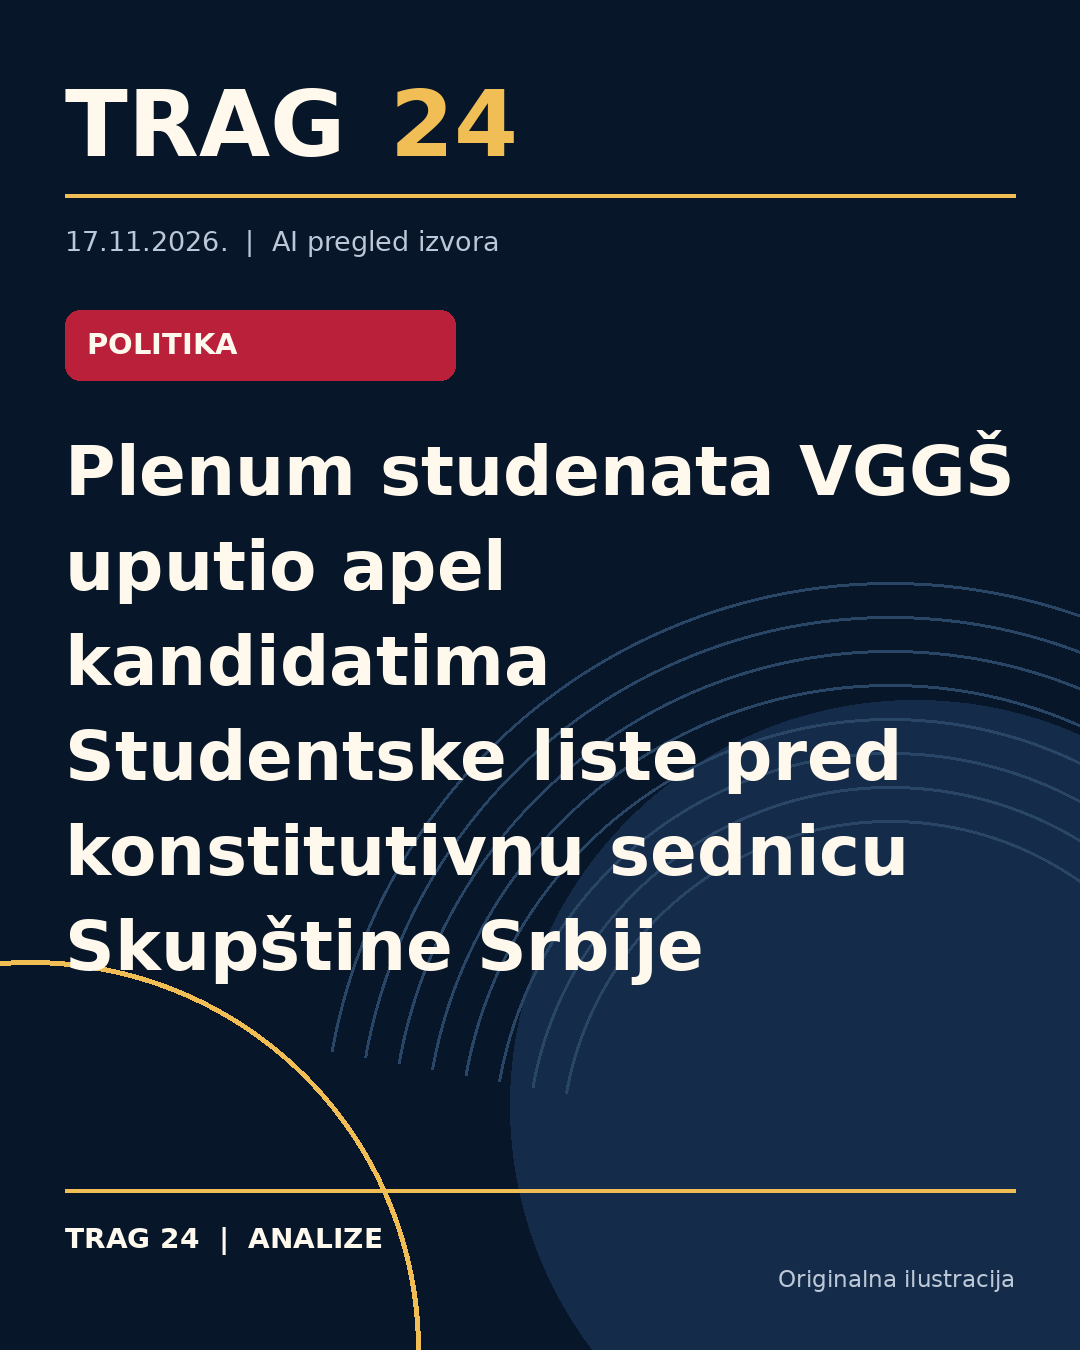 TRAG 24
17.11.2026. | AI pregled izvora
POLITIKA
Plenum studenata VGGŠ
uputio apel
kandidatima
Studentske liste pred
konstitutivnu sednicu
Skupštine Srbije
TRAG 24 | ANALIZE
Originalna ilustracija